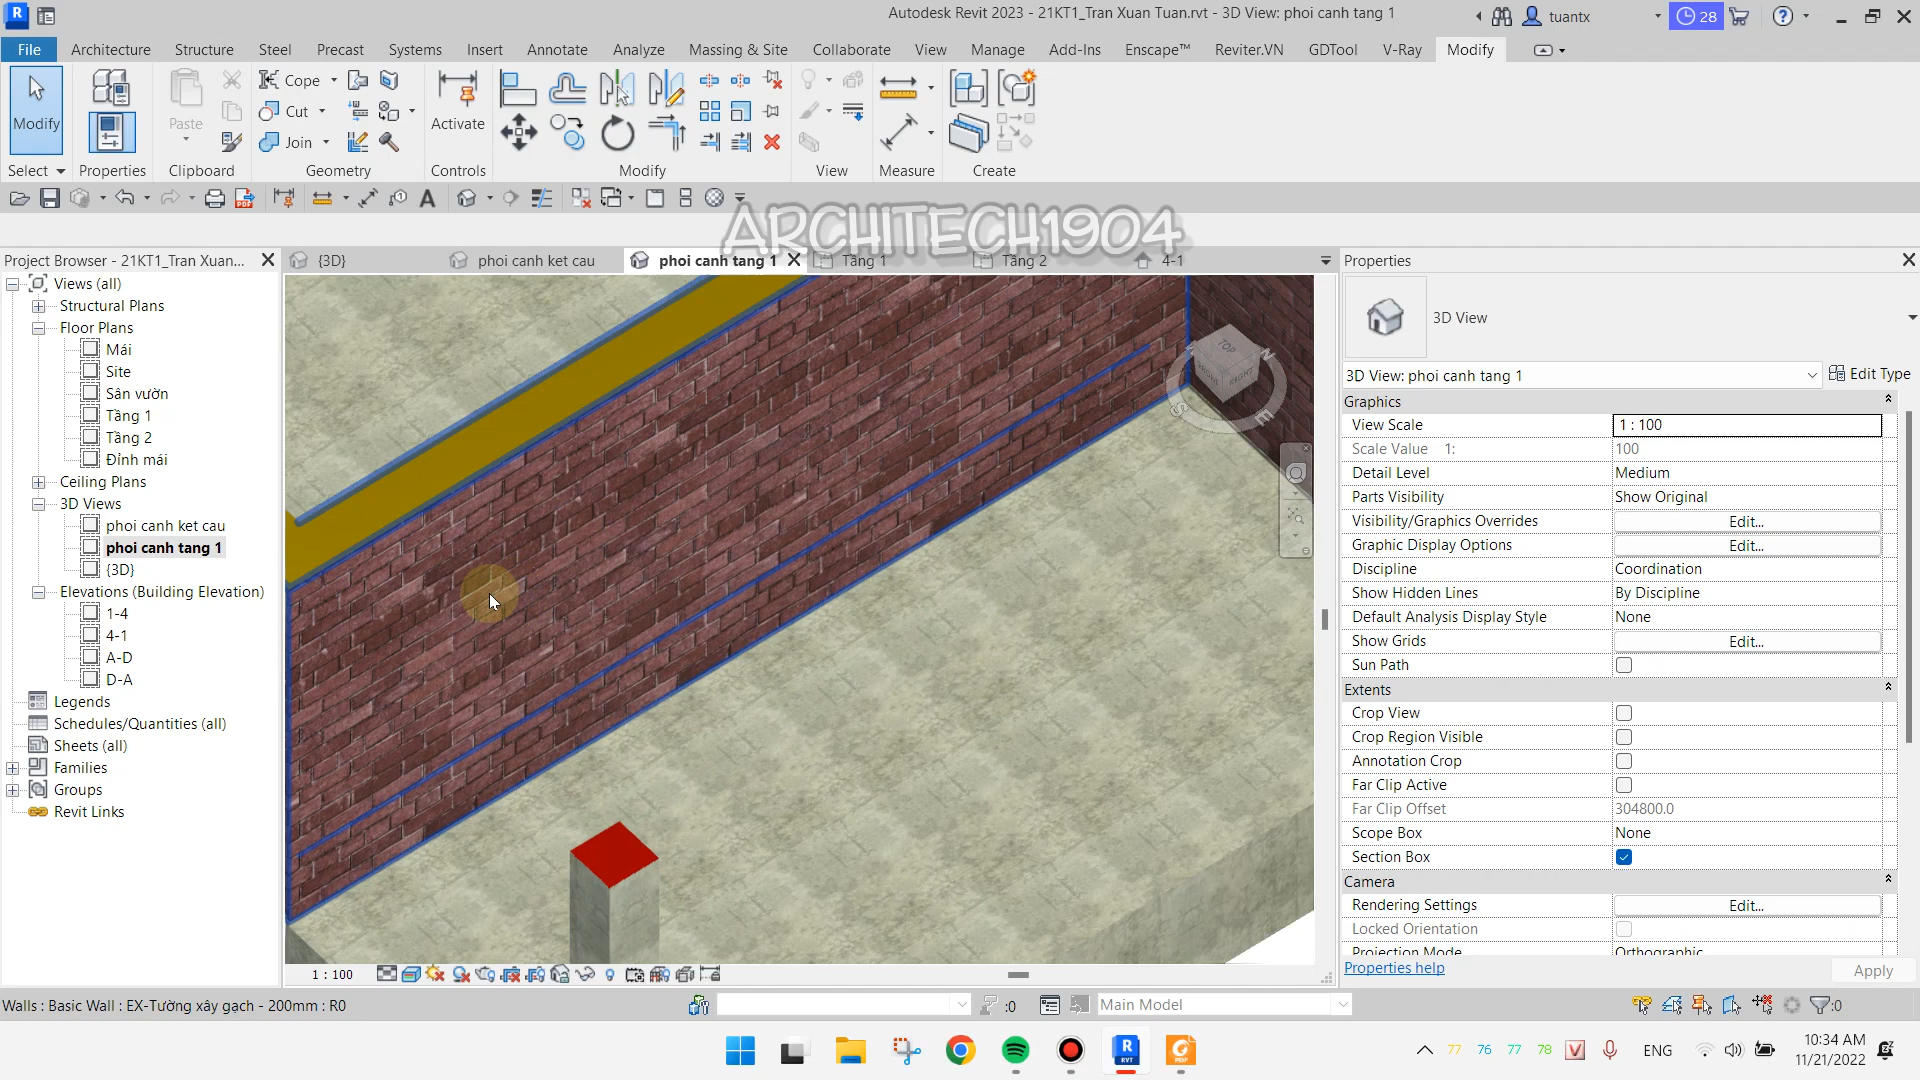 Autodesk Revit 2023 - 21KT1_Tran Xuan Tuan.rvt - 3D View: phoi canh tang 1
tuantx
28
File Architecture Structure Steel Precast Systems Insert Annotate Analyze Massing & Site Collaborate View Manage Add-Ins Enscape™ Reviter.VN GDTool V-Ray Modify
Modify
Paste
Cope
Cut
Join
Activate
Select Properties Clipboard Geometry Controls Modify View Measure Create
ARCHITECH1904
Project Browser - 21KT1_Tran Xuan...
{3D} phoi canh ket cau phoi canh tang 1 Tầng 1 Tầng 2 4-1
Views (all)
Structural Plans
Floor Plans
Mái
Site
Sân vườn
Tầng 1
Tầng 2
Đỉnh mái
Ceiling Plans
3D Views
phoi canh ket cau
phoi canh tang 1
{3D}
Elevations (Building Elevation)
1-4
4-1
A-D
D-A
Legends
Schedules/Quantities (all)
Sheets (all)
Families
Groups
Revit Links
TOP
FRONT
RIGHT
N
S
E
Properties
3D View
3D View: phoi canh tang 1 Edit Type
Graphics
View Scale 1 : 100
Scale Value 1: 100
Detail Level Medium
Parts Visibility Show Original
Visibility/Graphics Overrides Edit...
Graphic Display Options Edit...
Discipline Coordination
Show Hidden Lines By Discipline
Default Analysis Display Style None
Show Grids Edit...
Sun Path
Extents
Crop View
Crop Region Visible
Annotation Crop
Far Clip Active
Far Clip Offset 304800.0
Scope Box None
Section Box
Camera
Rendering Settings Edit...
Locked Orientation
Projection Mode Orthographic
Properties help Apply
1 : 100
Walls : Basic Wall : EX-Tường xây gạch - 200mm : R0
:0
Main Model
:0
77 76 77 78
ENG
10:34 AM
11/21/2022